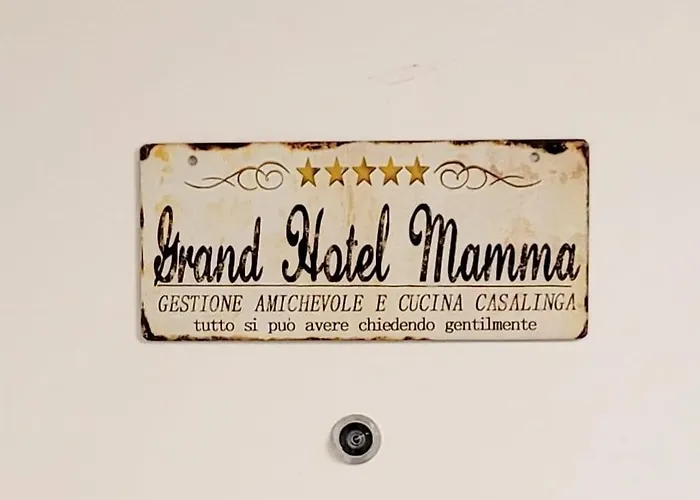 Grand Hotel Mamma
GESTIONE AMICHEVOLE E CUCINA CASALINGA
tutto si può avere chiedendo gentilmente